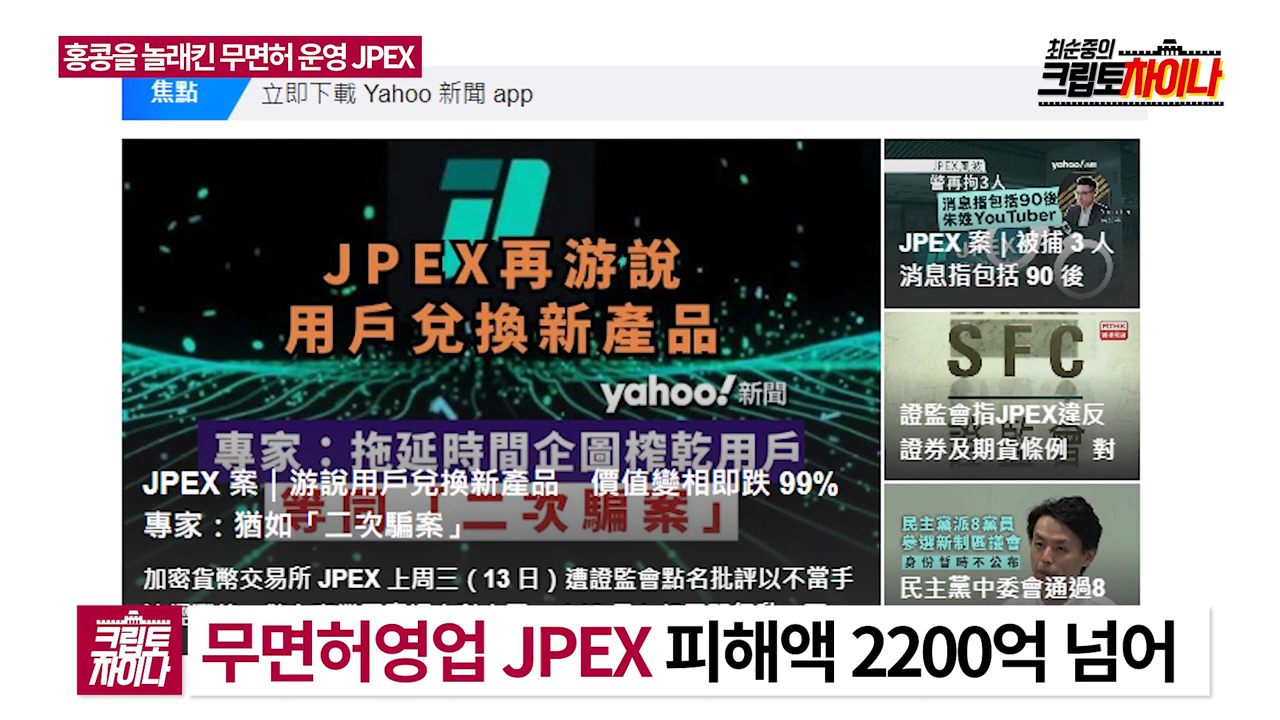 홍콩을 놀래킨 무면허 운영 JPEX
최순중의
크립토차이나
焦點
立即下載 Yahoo 新聞 app
JPEX再游說
用戶兌換新產品
yahoo!新聞
專家：拖延時間企圖榨乾用戶
等同「二次騙案」
JPEX 案｜游說用戶兌換新產品 價值變相即跌 99%
專家：猶如「二次騙案」
加密貨幣交易所 JPEX 上周三（13 日）遭證監會點名批評以不當手
JPEX風波
yahoo!新聞
警再拘3人
消息指包括90後
朱姓YouTuber
JPEX 案｜被捕 3 人
消息指包括 90 後
RTHK
SFC
證監會指JPEX違反
證券及期貨條例 對
民主黨派8黨員
參選新制區議會
身份暫時不公布
民主黨中委會通過8
크립토
차이나
무면허영업 JPEX 피해액 2200억 넘어